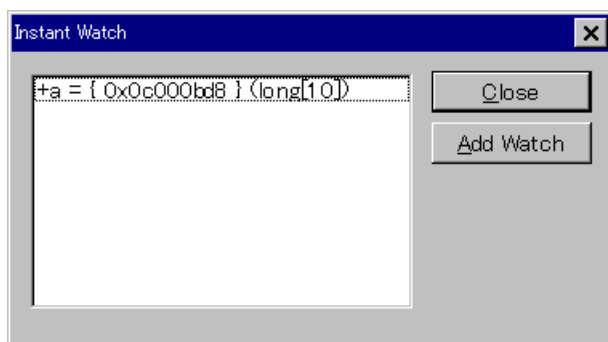 Instant Watch
+a = { 0x0c000bd8 } (long[10])
Close
Add Watch